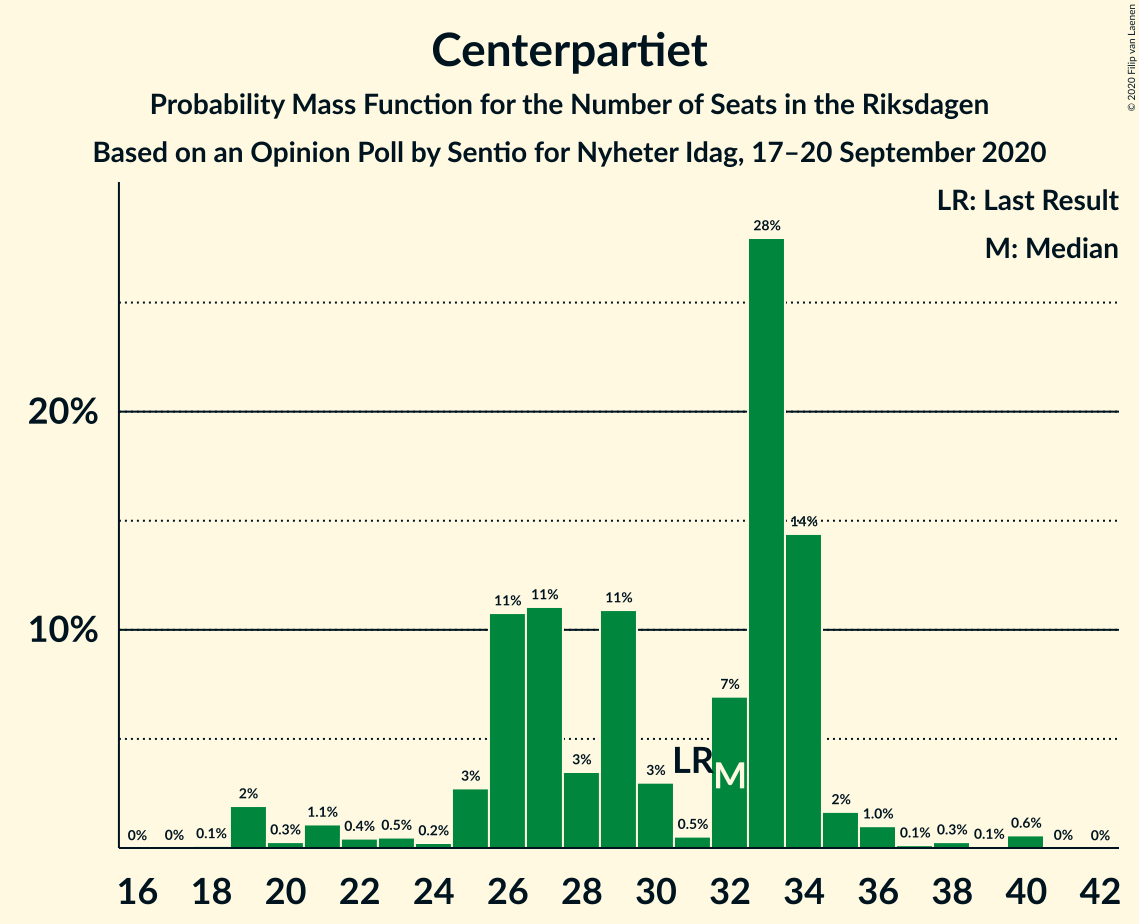 Centerpartiet
Probability Mass Function for the Number of Seats in the Riksdagen
Based on an Opinion Poll by Sentio for Nyheter Idag, 17–20 September 2020
© 2020 Filip van Laenen
LR: Last Result
M: Median
20%
10%
0% 0% 0.1% 2% 0.3% 1.1% 0.4% 0.5% 0.2% 3% 11% 11% 3% 11% 3% 0.5% 7% 28% 14% 2% 1.0% 0.1% 0.3% 0.1% 0.6% 0% 0%
LR
M
16 18 20 22 24 26 28 30 32 34 36 38 40 42